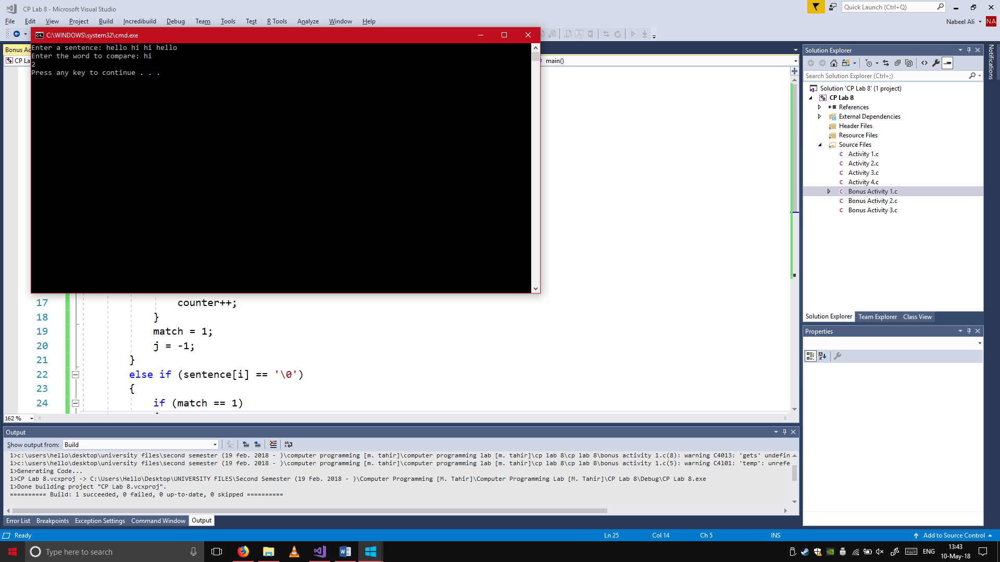 CP Lab 8 - Microsoft Visual Studio
Quick Launch (Ctrl+Q)
File Edit View Project Build Incredibuild Debug Team Tools Test R Tools Analyze Window Help
Nabeel Ali NA
C:\WINDOWS\system32\cmd.exe
Enter a sentence: hello hi hi hello
Enter the word to compare: hi
2
Press any key to continue . . .
Bonus Ac
CP La
main()
17 counter++;
18 }
19 match = 1;
20 j = -1;
21 }
22 else if (sentence[i] == '\0')
23 {
24 if (match == 1)
162 %
Solution Explorer
Search Solution Explorer (Ctrl+;)
Solution 'CP Lab 8' (1 project)
CP Lab 8
References
External Dependencies
Header Files
Resource Files
Source Files
Activity 1.c
Activity 2.c
Activity 3.c
Activity 4.c
Bonus Activity 1.c
Bonus Activity 2.c
Bonus Activity 3.c
Solution Explorer Team Explorer Class View
Properties
Notifications
Output
Show output from: Build
1>c:\users\hello\desktop\university files\second semester (19 feb. 2018 - )\computer programming [m. tahir]\computer programming lab [m. tahir]\cp lab 8\cp lab 8\bonus activity 1.c(8): warning C4013: 'gets' undefin
1>c:\users\hello\desktop\university files\second semester (19 feb. 2018 - )\computer programming [m. tahir]\computer programming lab [m. tahir]\cp lab 8\cp lab 8\bonus activity 1.c(5): warning C4101: 'temp': unrefe
1>Generating Code...
1>CP Lab 8.vcxproj -> C:\Users\Hello\Desktop\UNIVERSITY FILES\Second Semester (19 Feb. 2018 - )\Computer Programming [M. Tahir]\Computer Programming Lab [M. Tahir]\CP Lab 8\Debug\CP Lab 8.exe
1>Done building project "CP Lab 8.vcxproj".
========== Build: 1 succeeded, 0 failed, 0 up-to-date, 0 skipped ==========
Error List Breakpoints Exception Settings Command Window Output
Ready Ln 25 Col 14 Ch 5 INS Add to Source Control
Type here to search
ENG
13:43
10-May-18